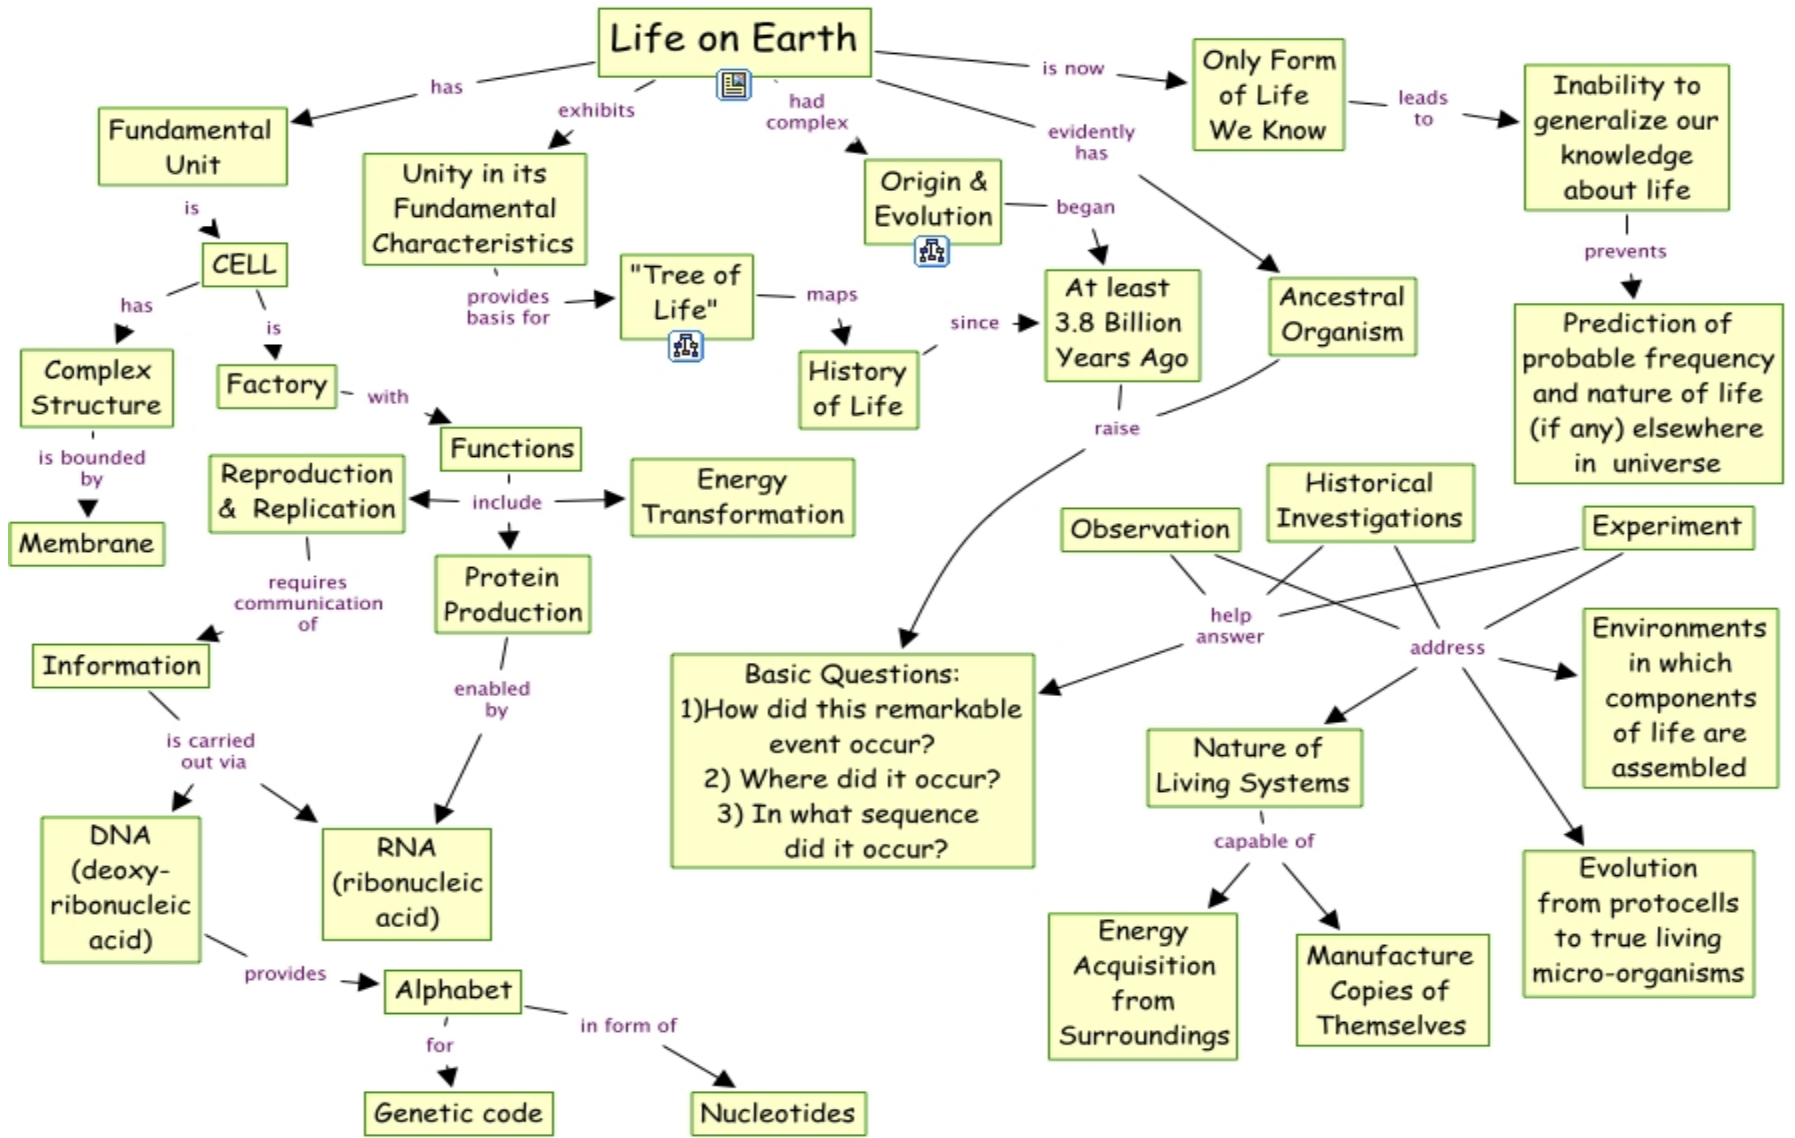 Life on Earth
has
exhibits
had
complex
is now
evidently
has
Only Form
of Life
We Know
leads
to
Inability to
generalize our
knowledge
about life
prevents
Prediction of
probable frequency
and nature of life
(if any) elsewhere
in universe
Fundamental
Unit
is
CELL
has
is
Complex
Structure
is bounded
by
Membrane
Factory
with
Functions
include
Reproduction
& Replication
Energy
Transformation
Protein
Production
requires
communication
of
Information
is carried
out via
enabled
by
DNA
(deoxy-
ribonucleic
acid)
RNA
(ribonucleic
acid)
provides
Alphabet
for
in form of
Genetic code
Nucleotides
Unity in its
Fundamental
Characteristics
provides
basis for
"Tree of
Life"
maps
History
of Life
since
Origin &
Evolution
began
At least
3.8 Billion
Years Ago
Ancestral
Organism
raise
Basic Questions:
1)How did this remarkable
event occur?
2) Where did it occur?
3) In what sequence
did it occur?
Observation
Historical
Investigations
Experiment
help
answer
address
Environments
in which
components
of life are
assembled
Nature of
Living Systems
capable of
Energy
Acquisition
from
Surroundings
Manufacture
Copies of
Themselves
Evolution
from protocells
to true living
micro-organisms